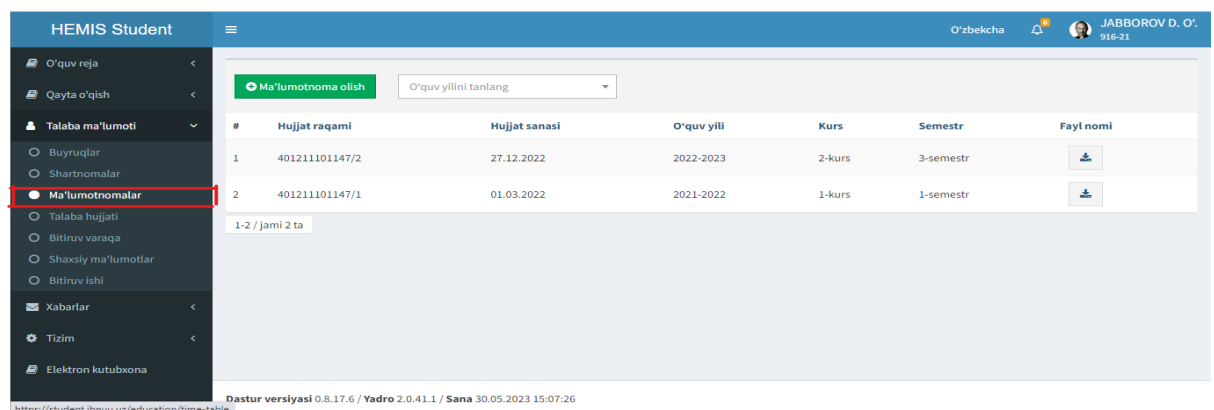 HEMIS Student
O'zbekcha
0
JABBOROV D. O'.
916-21
O'quv reja
Qayta o'qish
Talaba ma'lumoti
Buyruqlar
Shartnomalar
Ma'lumotnomalar
Talaba hujjati
Bitiruv varaqa
Shaxsiy ma'lumotlar
Bitiruv ishi
Xabarlar
Tizim
Elektron kutubxona
Ma'lumotnoma olish
O'quv yilini tanlang
# Hujjat raqami Hujjat sanasi O'quv yili Kurs Semestr Fayl nomi
1 401211101147/2 27.12.2022 2022-2023 2-kurs 3-semestr
2 401211101147/1 01.03.2022 2021-2022 1-kurs 1-semestr
1-2 / jami 2 ta
Dastur versiyasi 0.8.17.6 / Yadro 2.0.41.1 / Sana 30.05.2023 15:07:26